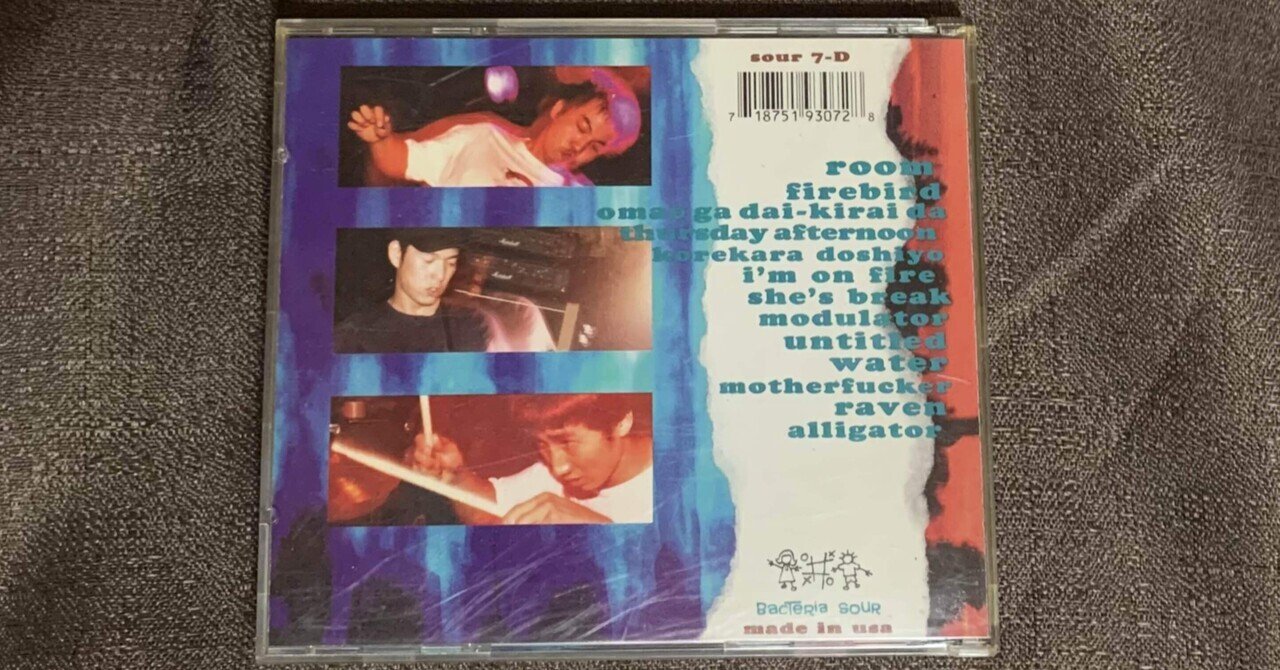 sour 7-D
7 18751 93072 8
room
firebird
omae ga dai-kirai da
thursday afternoon
korekara doshiyo
i'm on fire
she's break
modulator
untitled
water
motherfucker
raven
alligator
Bacteria Sour
made in usa